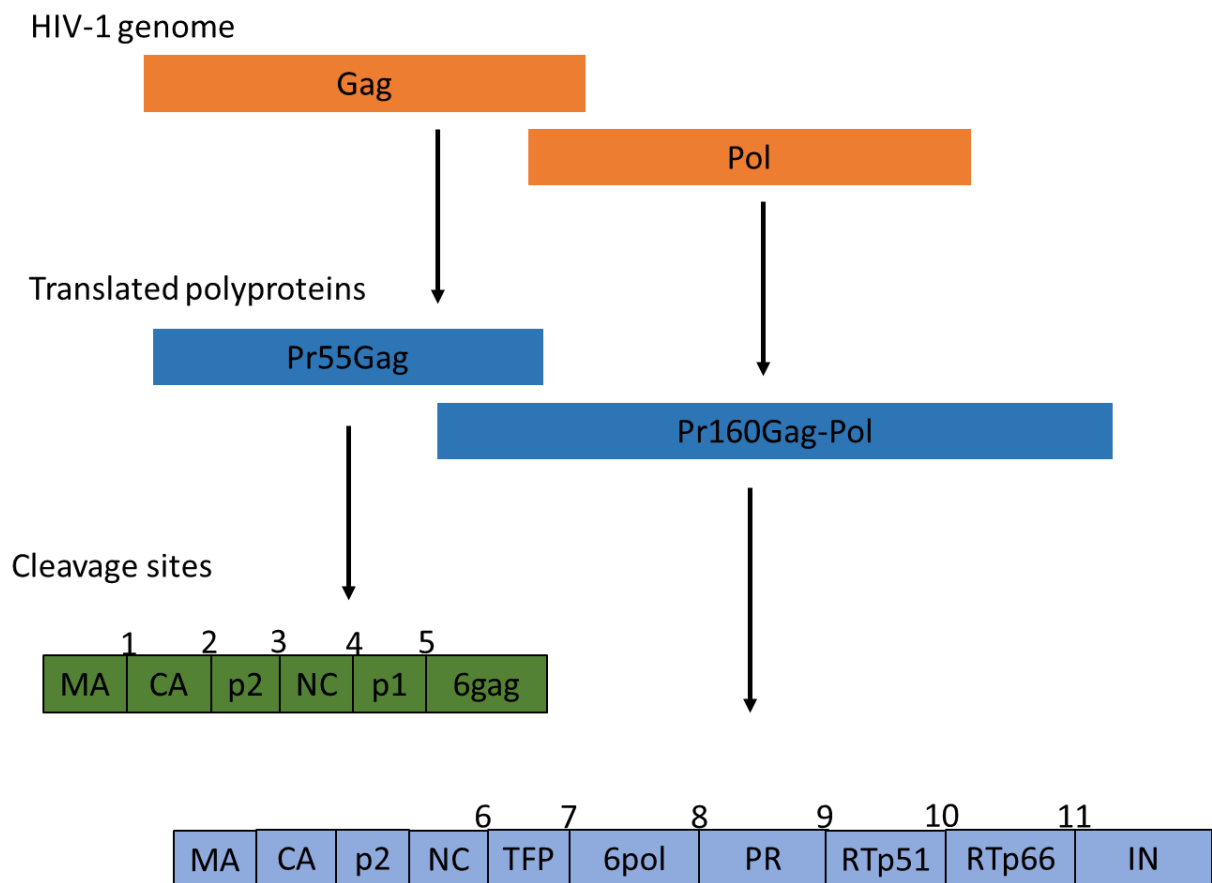 HIV-1 genome
Gag
Pol
Translated polyproteins
Pr55Gag
Pr160Gag-Pol
Cleavage sites
1 2 3 4 5
MA CA p2 NC p1 6gag
6 7 8 9 10 11
MA CA p2 NC TFP 6pol PR RTp51 RTp66 IN